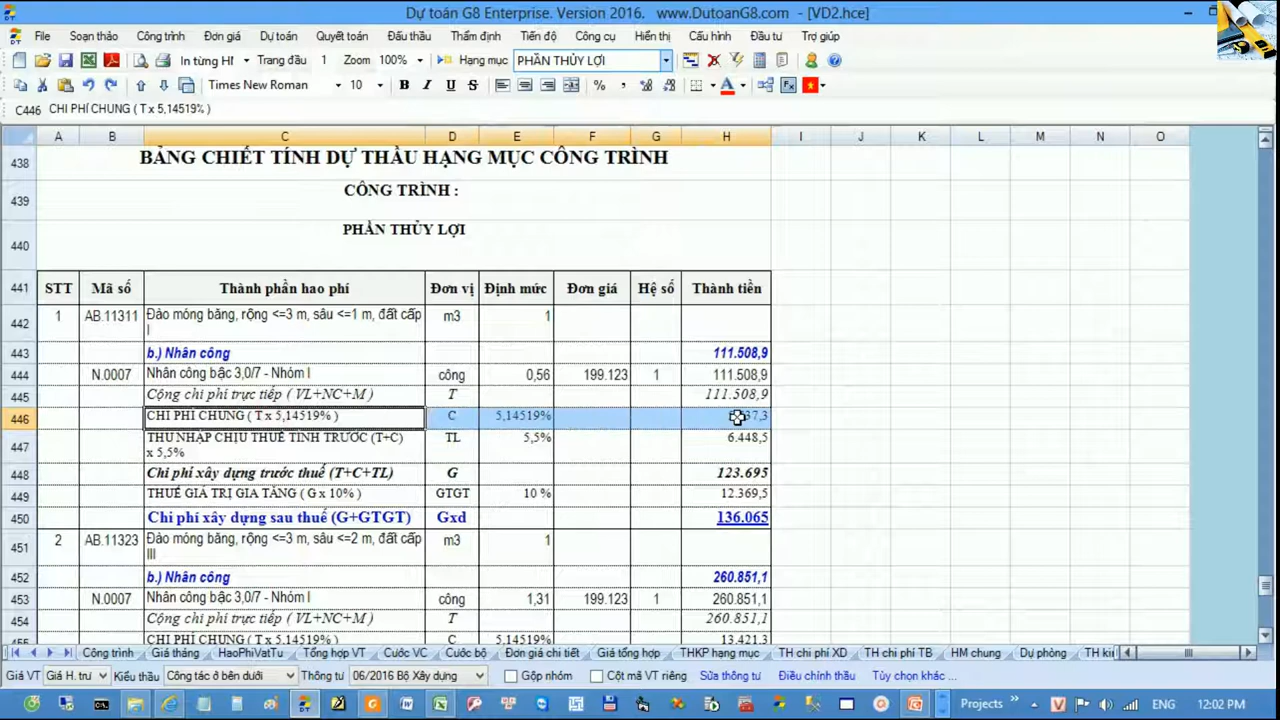 Dự toán G8 Enterprise. Version 2016. www.DutoanG8.com - [VD2.hce]
File Soạn thảo Công trình Đơn giá Dự toán Quyết toán Đấu thầu Thẩm định Tiến độ Công cụ Hiển thị Cấu hình Đầu tư Trợ giúp
In từng Hf Trang đầu 1 Zoom 100% Hạng mục PHẦN THỦY LỢI
Times New Roman 10 B I U S % ,
C446 CHI PHÍ CHUNG ( T x 5,14519% )
A B C D E F G H I J K L M N O
438 BẢNG CHIẾT TÍNH DỰ THẦU HẠNG MỤC CÔNG TRÌNH
439 CÔNG TRÌNH :
440 PHẦN THỦY LỢI
441 STT Mã số Thành phần hao phí Đơn vị Định mức Đơn giá Hệ số Thành tiền
442 1 AB.11311 Đào móng băng, rộng <=3 m, sâu <=1 m, đất cấp I m3 1
443 b.) Nhân công 111.508,9
444 N.0007 Nhân công bậc 3,0/7 - Nhóm I công 0,56 199.123 1 111.508,9
445 Cộng chi phí trực tiếp ( VL+NC+M ) T 111.508,9
446 CHI PHÍ CHUNG ( T x 5,14519% ) C 5,14519% 37,3
447 THU NHẬP CHỊU THUẾ TÍNH TRƯỚC (T+C) x 5,5% TL 5,5% 6.448,5
448 Chi phí xây dựng trước thuế (T+C+TL) G 123.695
449 THUẾ GIÁ TRỊ GIA TĂNG ( G x 10% ) GTGT 10 % 12.369,5
450 Chi phí xây dựng sau thuế (G+GTGT) Gxd 136.065
451 2 AB.11323 Đào móng băng, rộng <=3 m, sâu <=2 m, đất cấp III m3 1
452 b.) Nhân công 260.851,1
453 N.0007 Nhân công bậc 3,0/7 - Nhóm I công 1,31 199.123 1 260.851,1
454 Cộng chi phí trực tiếp ( VL+NC+M ) T 260.851,1
455 CHI PHÍ CHUNG ( T x 5,14519% ) C 5,14519% 13.421,3
Công trình Giá tháng HaoPhiVatTu Tổng hợp VT Cước VC Cước bộ Đơn giá chi tiết Giá tổng hợp THKP hạng mục TH chi phí XD TH chi phí TB HM chung Dự phòng
Giá VT Giá H. trư Kiểu thầu Công tác ở bên dưới Thông tư 06/2016 Bộ Xây dựng Gộp nhóm Cột mã VT riêng Sửa thông tư Điều chỉnh thầu Tùy chọn khác ...
Projects ENG 12:02 PM